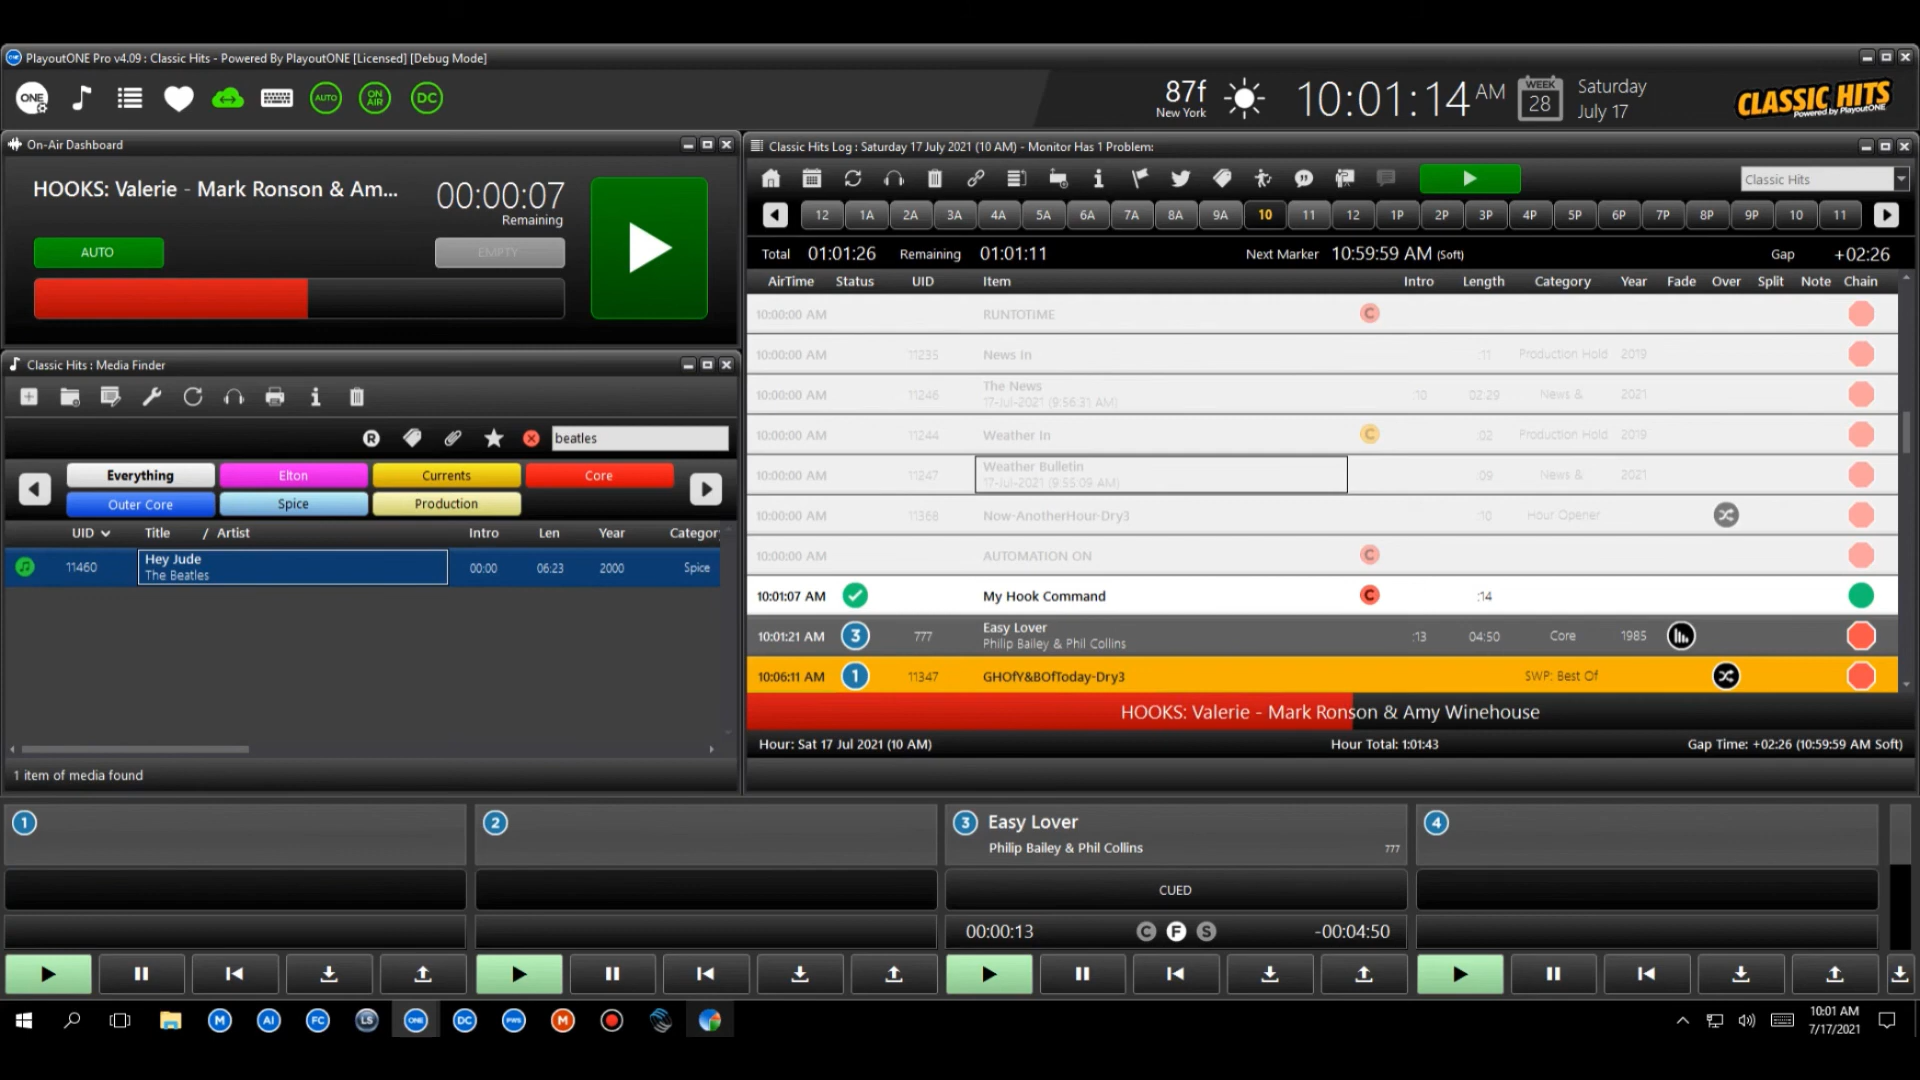 PlayoutONE Pro v4.09 : Classic Hits - Powered By PlayoutONE [Licensed] [Debug Mode]
ONE
AUTO
ON AIR
DC
87f
New York
10:01:14 AM
WEEK
28
Saturday
July 17
CLASSIC HITS
Powered by PlayoutONE
On-Air Dashboard
HOOKS: Valerie - Mark Ronson & Am...
00:00:07
Remaining
AUTO
EMPTY
Classic Hits : Media Finder
R
beatles
Everything
Elton
Currents
Core
Outer Core
Spice
Production
UID
Title / Artist
Intro
Len
Year
Categor
11460
Hey Jude
The Beatles
00:00
06:23
2000
Spice
1 item of media found
Classic Hits Log : Saturday 17 July 2021 (10 AM) - Monitor Has 1 Problem:
Classic Hits
12 1A 2A 3A 4A 5A 6A 7A 8A 9A 10 11 12 1P 2P 3P 4P 5P 6P 7P 8P 9P 10 11
Total 01:01:26 Remaining 01:01:11 Next Marker 10:59:59 AM (Soft) Gap +02:26
AirTime Status UID Item Intro Length Category Year Fade Over Split Note Chain
10:00:00 AM RUNTOTIME C
10:00:00 AM 11235 News In :11 Production Hold 2019
10:00:00 AM 11246 The News :10 02:29 News & 2021
17-Jul-2021 (9:56:31 AM)
10:00:00 AM 11244 Weather In C :02 Production Hold 2019
10:00:00 AM 11247 Weather Bulletin :09 News & 2021
17-Jul-2021 (9:55:09 AM)
10:00:00 AM 11368 Now-AnotherHour-Dry3 :10 Hour Opener
10:00:00 AM AUTOMATION ON C
10:01:07 AM My Hook Command C :14
10:01:21 AM 3 777 Easy Lover :13 04:50 Core 1985
Philip Bailey & Phil Collins
10:06:11 AM 1 11347 GHOfY&BOfToday-Dry3 SWP: Best Of
HOOKS: Valerie - Mark Ronson & Amy Winehouse
Hour: Sat 17 Jul 2021 (10 AM) Hour Total: 1:01:43 Gap Time: +02:26 (10:59:59 AM Soft)
1
2
3 Easy Lover
Philip Bailey & Phil Collins 777
CUED
00:00:13 C F S -00:04:50
4
M AI FC LS ONE DC PWS M
10:01 AM
7/17/2021